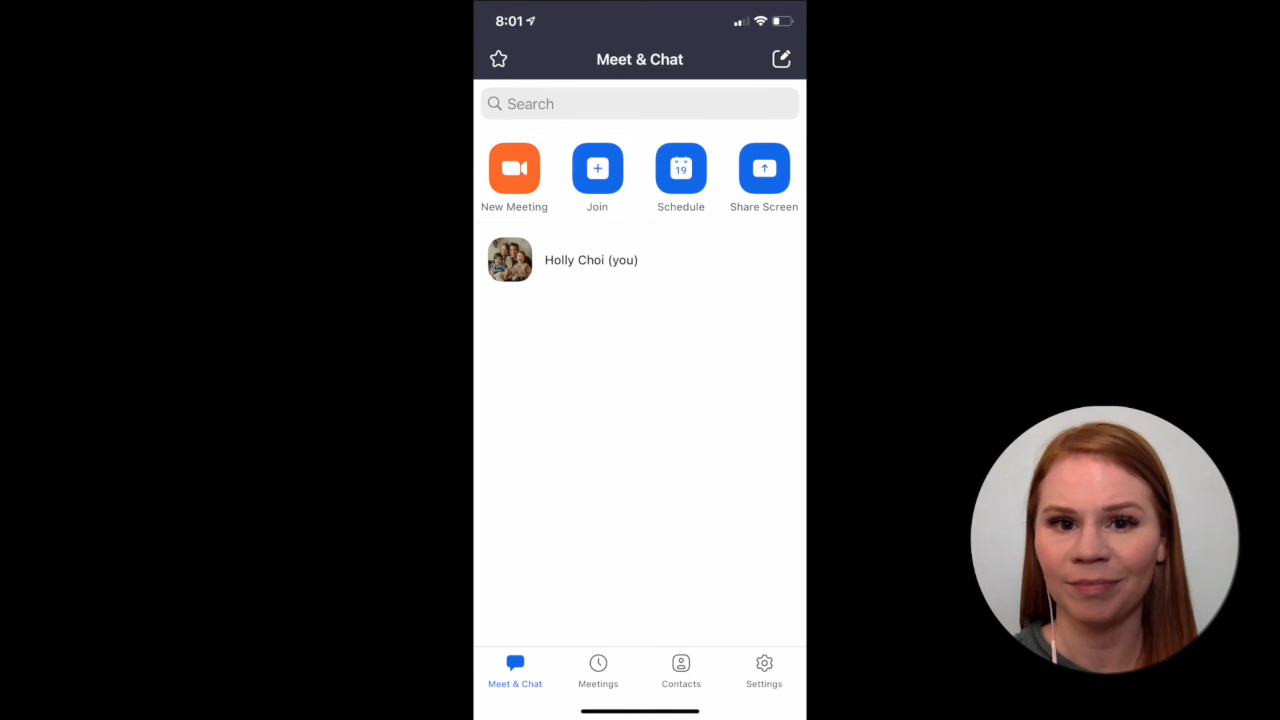 8:01
Meet & Chat
Search
19
New Meeting
Join
Schedule
Share Screen
Holly Choi (you)
Meet & Chat
Meetings
Contacts
Settings